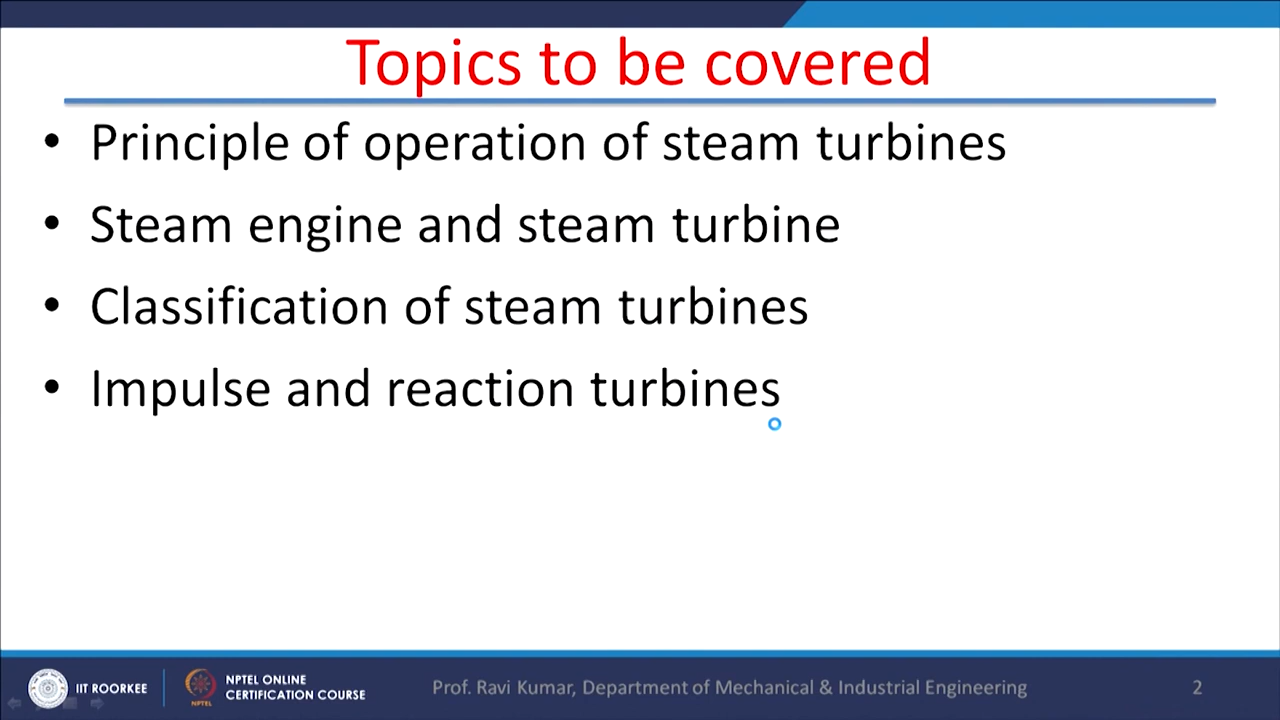 Topics to be covered
• Principle of operation of steam turbines
• Steam engine and steam turbine
• Classification of steam turbines
• Impulse and reaction turbines
IIT ROORKEE
NPTEL
NPTEL ONLINE
CERTIFICATION COURSE
Prof. Ravi Kumar, Department of Mechanical & Industrial Engineering
2